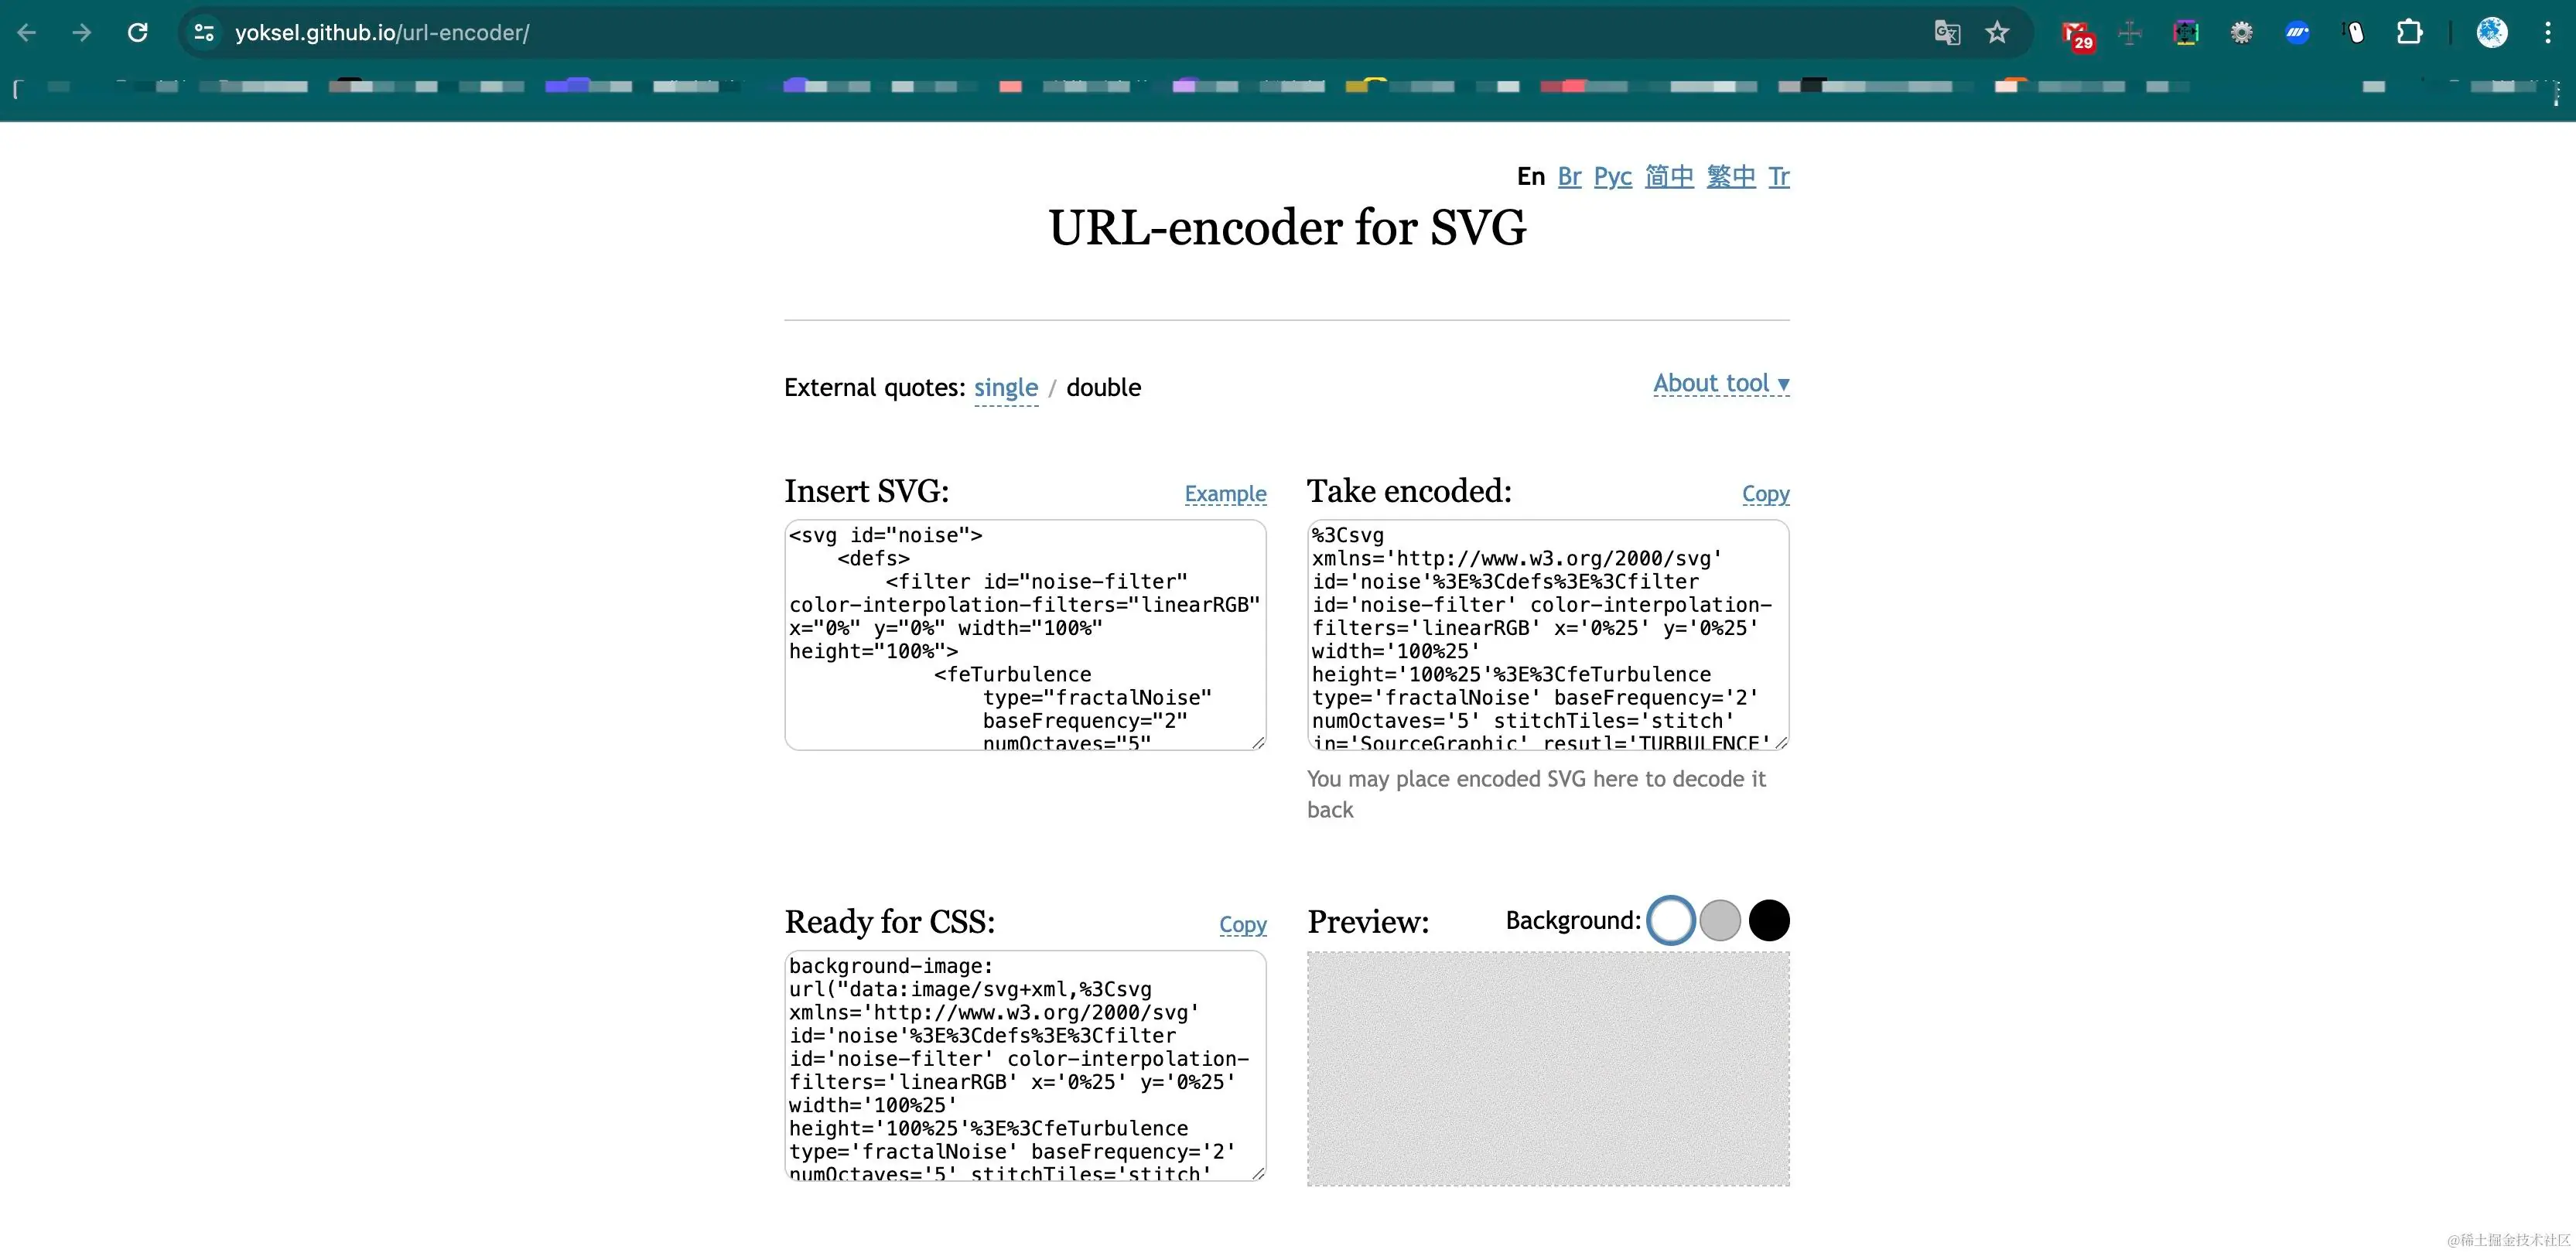 yoksel.github.io/url-encoder/
29
En Br Рус 简中 繁中 Tr
URL-encoder for SVG
External quotes: single / double
About tool ▼
Insert SVG:
Example
<svg id="noise">
<defs>
<filter id="noise-filter"
color-interpolation-filters="linearRGB"
x="0%" y="0%" width="100%"
height="100%">
<feTurbulence
type="fractalNoise"
baseFrequency="2"
numOctaves="5"
Take encoded:
Copy
%3Csvg
xmlns='http://www.w3.org/2000/svg'
id='noise'%3E%3Cdefs%3E%3Cfilter
id='noise-filter' color-interpolation-
filters='linearRGB' x='0%25' y='0%25'
width='100%25'
height='100%25'%3E%3CfeTurbulence
type='fractalNoise' baseFrequency='2'
numOctaves='5' stitchTiles='stitch'
in='SourceGraphic' resutl='TURBULENCE'
You may place encoded SVG here to decode it
back
Ready for CSS:
Copy
background-image:
url("data:image/svg+xml,%3Csvg
xmlns='http://www.w3.org/2000/svg'
id='noise'%3E%3Cdefs%3E%3Cfilter
id='noise-filter' color-interpolation-
filters='linearRGB' x='0%25' y='0%25'
width='100%25'
height='100%25'%3E%3CfeTurbulence
type='fractalNoise' baseFrequency='2'
numOctaves='5' stitchTiles='stitch'
Preview:
Background:
@稀土掘金技术社区